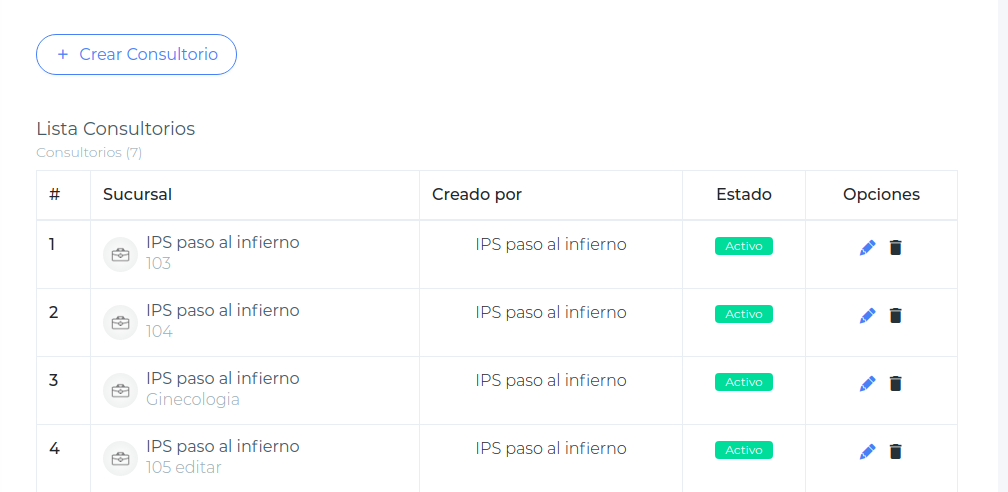 + Crear Consultorio
Lista Consultorios
Consultorios (7)
# Sucursal Creado por Estado Opciones
1 IPS paso al infierno IPS paso al infierno Activo
103
2 IPS paso al infierno IPS paso al infierno Activo
104
3 IPS paso al infierno IPS paso al infierno Activo
Ginecologia
4 IPS paso al infierno IPS paso al infierno Activo
105 editar